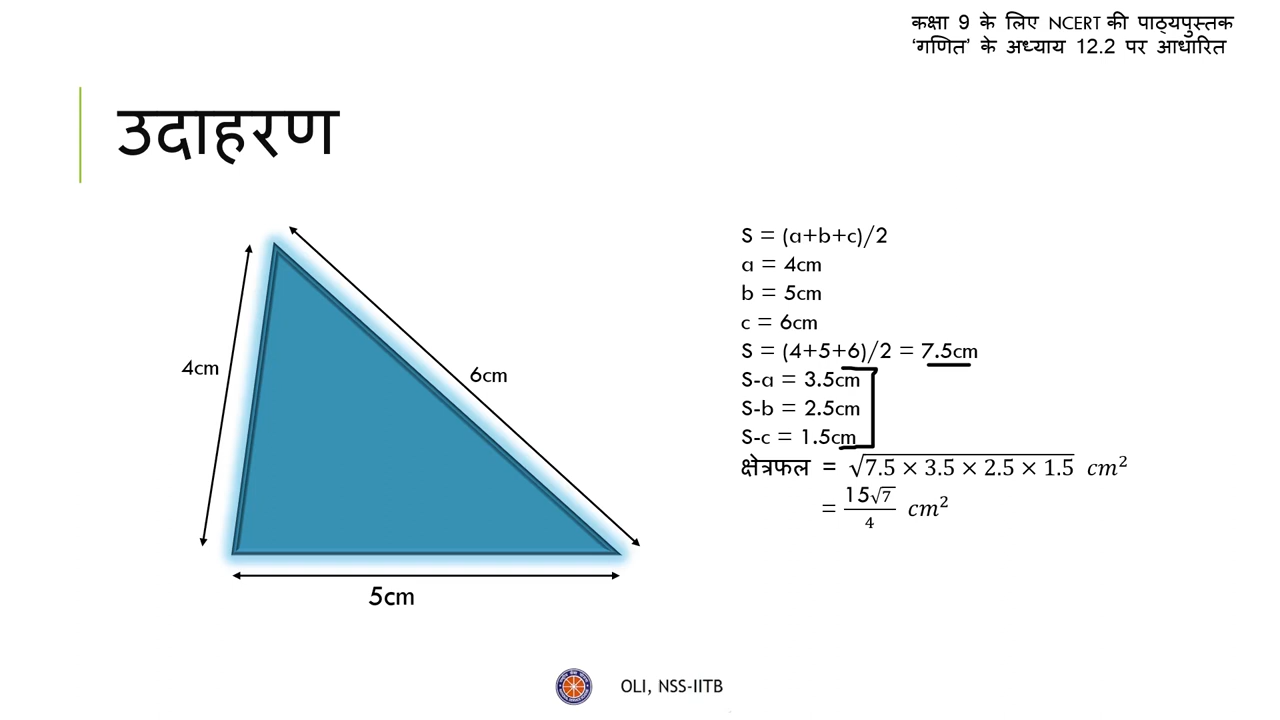 कक्षा 9 के लिए NCERT की पाठ्यपुस्तक
‘गणित’ के अध्याय 12.2 पर आधारित
उदाहरण
4cm
6cm
5cm
S = (a+b+c)/2
a = 4cm
b = 5cm
c = 6cm
S = (4+5+6)/2 = 7.5cm
S-a = 3.5cm
S-b = 2.5cm
S-c = 1.5cm
क्षेत्रफल = √7.5 × 3.5 × 2.5 × 1.5 cm²
= 15√7/4 cm²
OLI, NSS-IITB